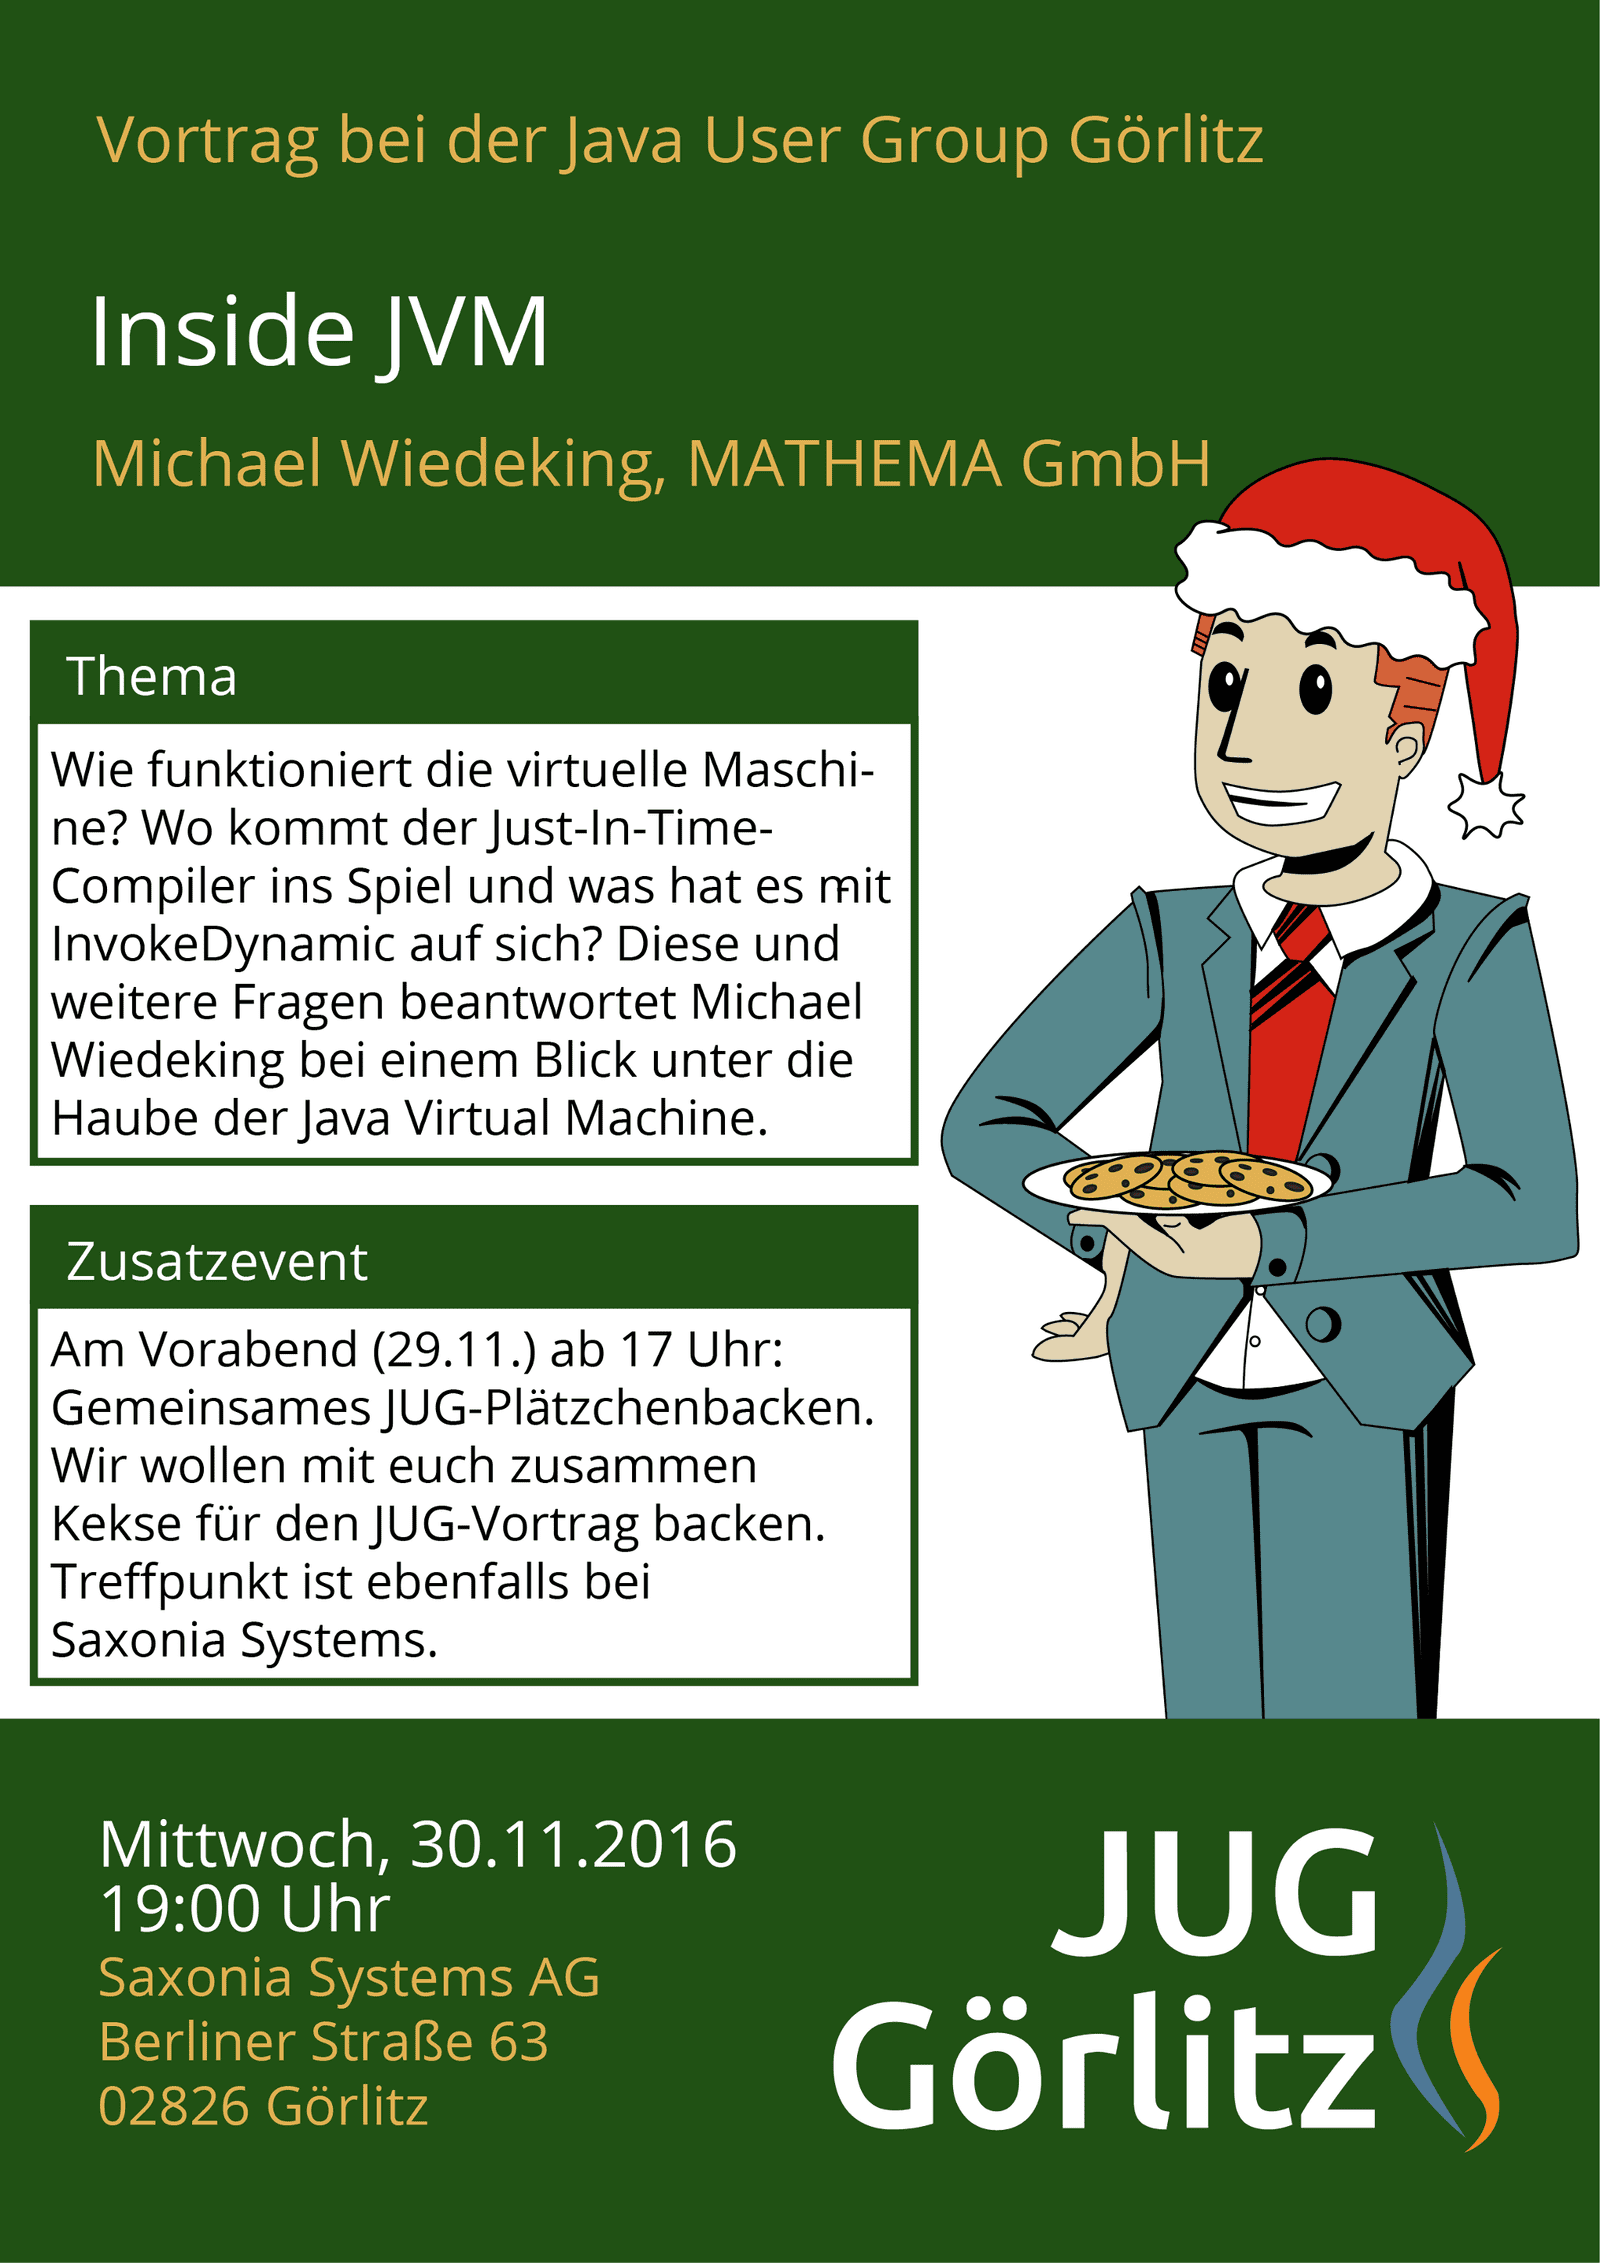 Vortrag bei der Java User Group Görlitz
Inside JVM
Michael Wiedeking, MATHEMA GmbH
Thema
Wie funktioniert die virtuelle Maschi-
ne? Wo kommt der Just-In-Time-
Compiler ins Spiel und was hat es mit
InvokeDynamic auf sich? Diese und
weitere Fragen beantwortet Michael
Wiedeking bei einem Blick unter die
Haube der Java Virtual Machine.
Zusatzevent
Am Vorabend (29.11.) ab 17 Uhr:
Gemeinsames JUG-Plätzchenbacken.
Wir wollen mit euch zusammen
Kekse für den JUG-Vortrag backen.
Treffpunkt ist ebenfalls bei
Saxonia Systems.
Mittwoch, 30.11.2016
19:00 Uhr
Saxonia Systems AG
Berliner Straße 63
02826 Görlitz
JUG
Görlitz